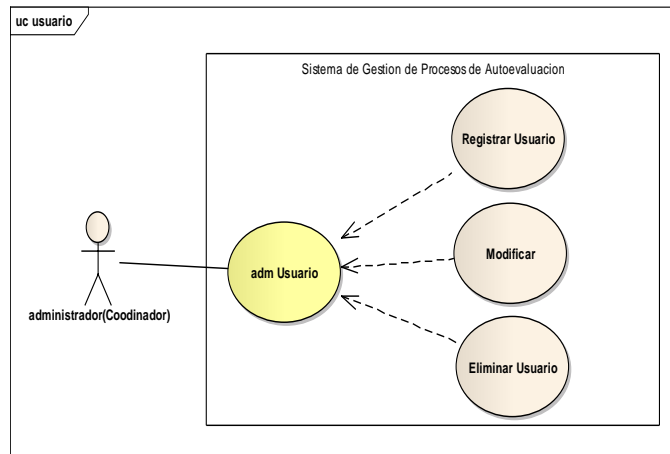 uc usuario
Sistema de Gestion de Procesos de Autoevaluacion
Registrar Usuario
adm Usuario
Modificar
administrador(Coodinador)
Eliminar Usuario